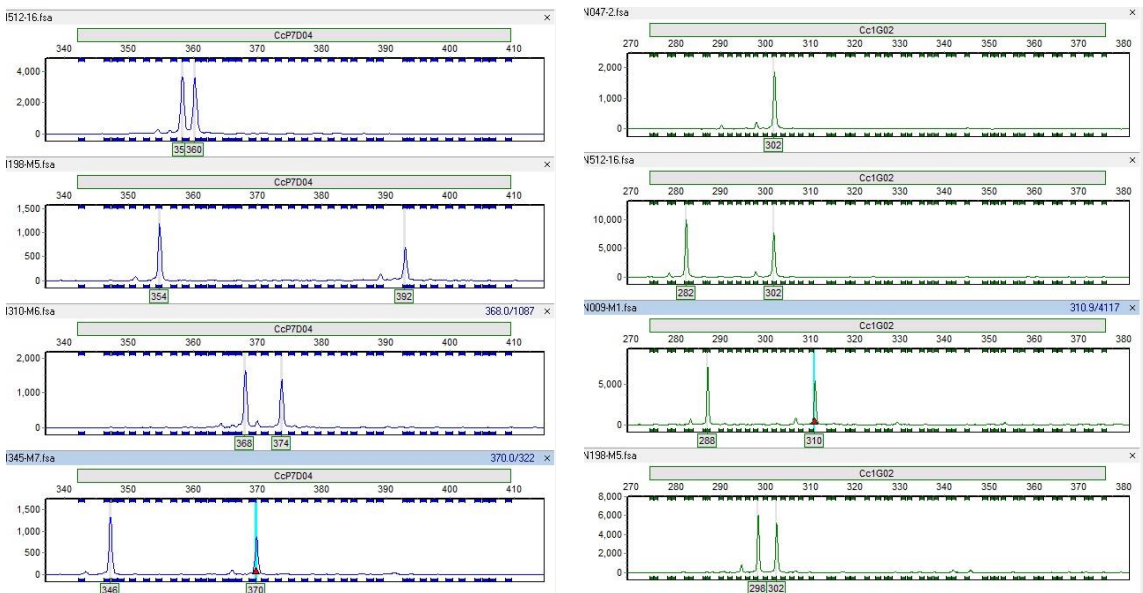 I512-16.fsa ×
CcP7D04
340 350 360 370 380 390 400 410
4,000
2,000
0
35 360
I198-M5.fsa ×
CcP7D04
340 350 360 370 380 390 400 410
1,500
1,000
500
0
354 392
I310-M6.fsa 368.0/1087 ×
CcP7D04
340 350 360 370 380 390 400 410
2,000
1,000
0
368 374
I345-M7.fsa 370.0/322 ×
CcP7D04
340 350 360 370 380 390 400 410
1,500
1,000
500
0
346 370
N047-2.fsa ×
Cc1G02
270 280 290 300 310 320 330 340 350 360 370 380
2,000
1,000
0
302
N512-16.fsa ×
Cc1G02
270 280 290 300 310 320 330 340 350 360 370 380
10,000
5,000
0
282 302
N009-M1.fsa 310.9/4117 ×
Cc1G02
270 280 290 300 310 320 330 340 350 360 370 380
5,000
0
288 310
N198-M5.fsa ×
Cc1G02
270 280 290 300 310 320 330 340 350 360 370 380
8,000
6,000
4,000
2,000
0
298 302